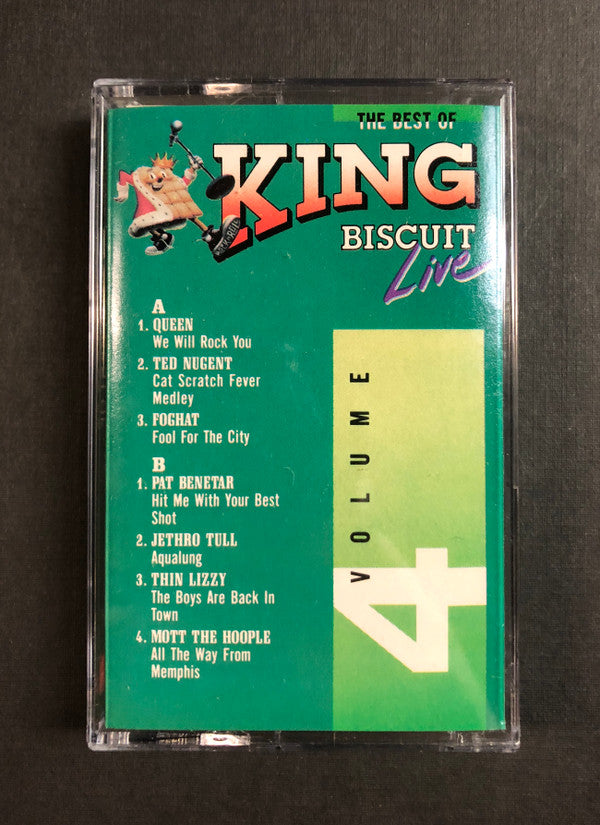 THE BEST OF
KING
BISCUIT
Live
A
1. QUEEN
We Will Rock You
2. TED NUGENT
Cat Scratch Fever
Medley
3. FOGHAT
Fool For The City
B
1. PAT BENETAR
Hit Me With Your Best
Shot
2. JETHRO TULL
Aqualung
3. THIN LIZZY
The Boys Are Back In
Town
4. MOTT THE HOOPLE
All The Way From
Memphis
VOLUME
4